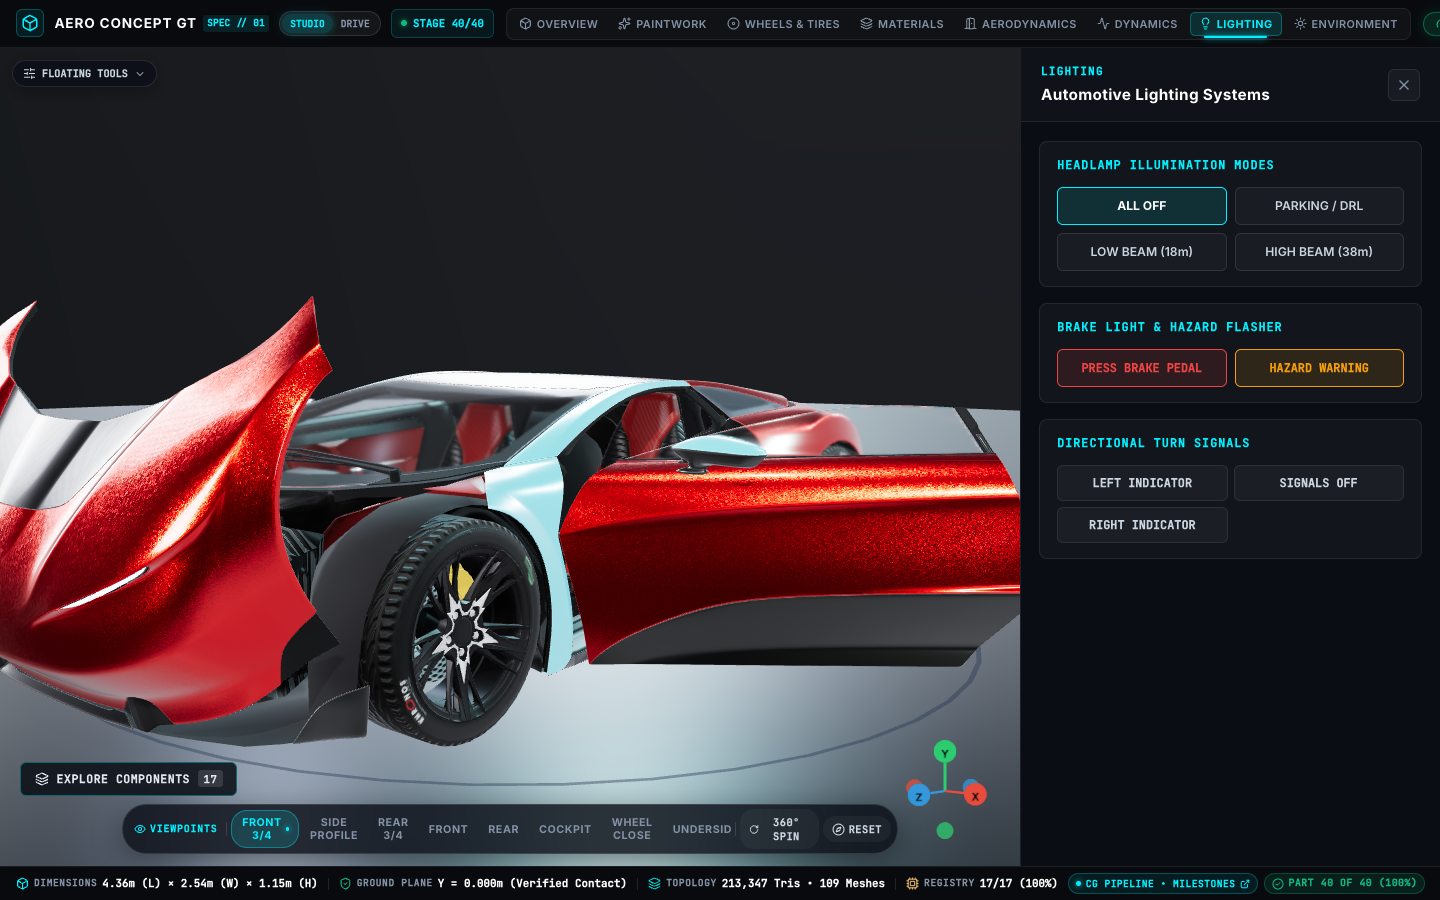 AERO CONCEPT GT SPEC // 01 STUDIO DRIVE STAGE 40/40 OVERVIEW PAINTWORK WHEELS & TIRES MATERIALS AERODYNAMICS DYNAMICS LIGHTING ENVIRONMENT
FLOATING TOOLS
LIGHTING
Automotive Lighting Systems
HEADLAMP ILLUMINATION MODES
ALL OFF PARKING / DRL
LOW BEAM (18m) HIGH BEAM (38m)
BRAKE LIGHT & HAZARD FLASHER
PRESS BRAKE PEDAL HAZARD WARNING
DIRECTIONAL TURN SIGNALS
LEFT INDICATOR SIGNALS OFF
RIGHT INDICATOR
Y
Z X
EXPLORE COMPONENTS 17
VIEWPOINTS FRONT 3/4 SIDE PROFILE REAR 3/4 FRONT REAR COCKPIT WHEEL CLOSE UNDERSID 360° SPIN RESET
DIMENSIONS 4.36m (L) × 2.54m (W) × 1.15m (H) GROUND PLANE Y = 0.000m (Verified Contact) TOPOLOGY 213,347 Tris • 109 Meshes REGISTRY 17/17 (100%) CG PIPELINE • MILESTONES PART 40 OF 40 (100%)